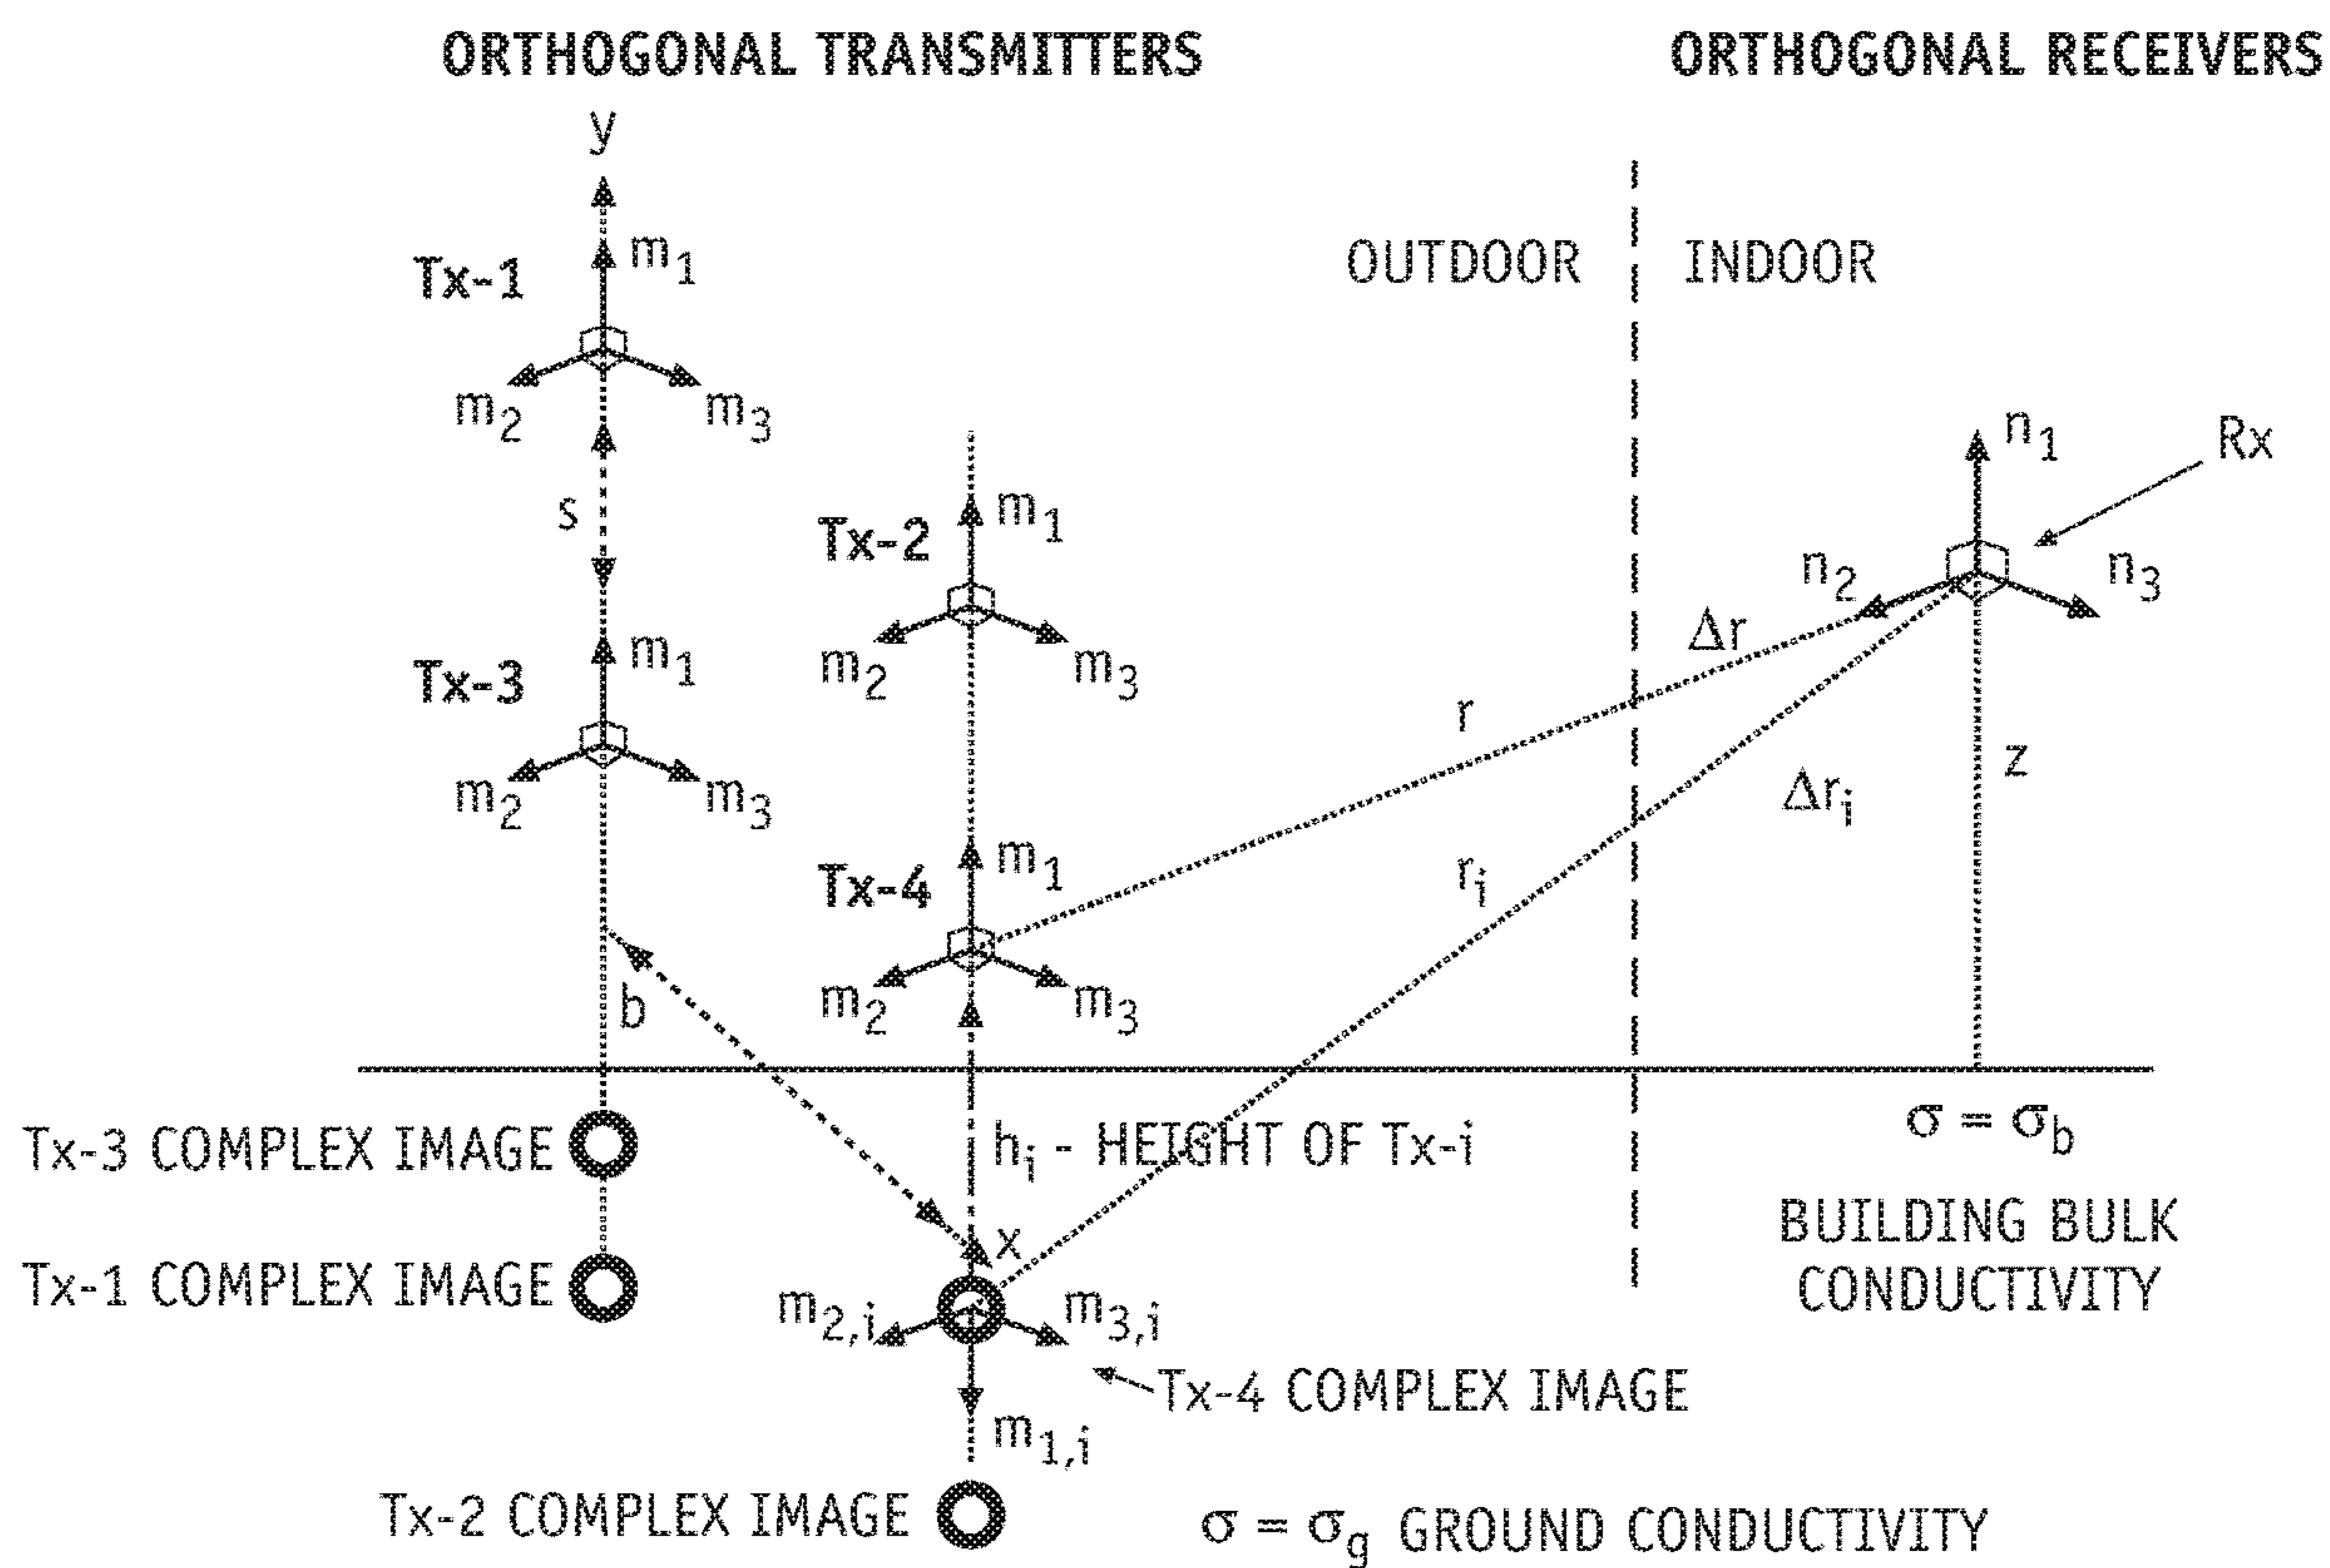 ORTHOGONAL TRANSMITTERS
ORTHOGONAL RECEIVERS
y
Tx-1
m1
m2
m3
OUTDOOR
INDOOR
s
Tx-2
m1
m2
m3
n1
Rx
n2
n3
Tx-3
m1
m2
m3
Δr
r
Δri
z
ri
Tx-4
m1
m2
m3
b
Tx-3 COMPLEX IMAGE
hi - HEIGHT OF Tx-i
σ = σb
BUILDING BULK
CONDUCTIVITY
x
Tx-1 COMPLEX IMAGE
m2,i
m3,i
Tx-4 COMPLEX IMAGE
m1,i
Tx-2 COMPLEX IMAGE
σ = σg GROUND CONDUCTIVITY